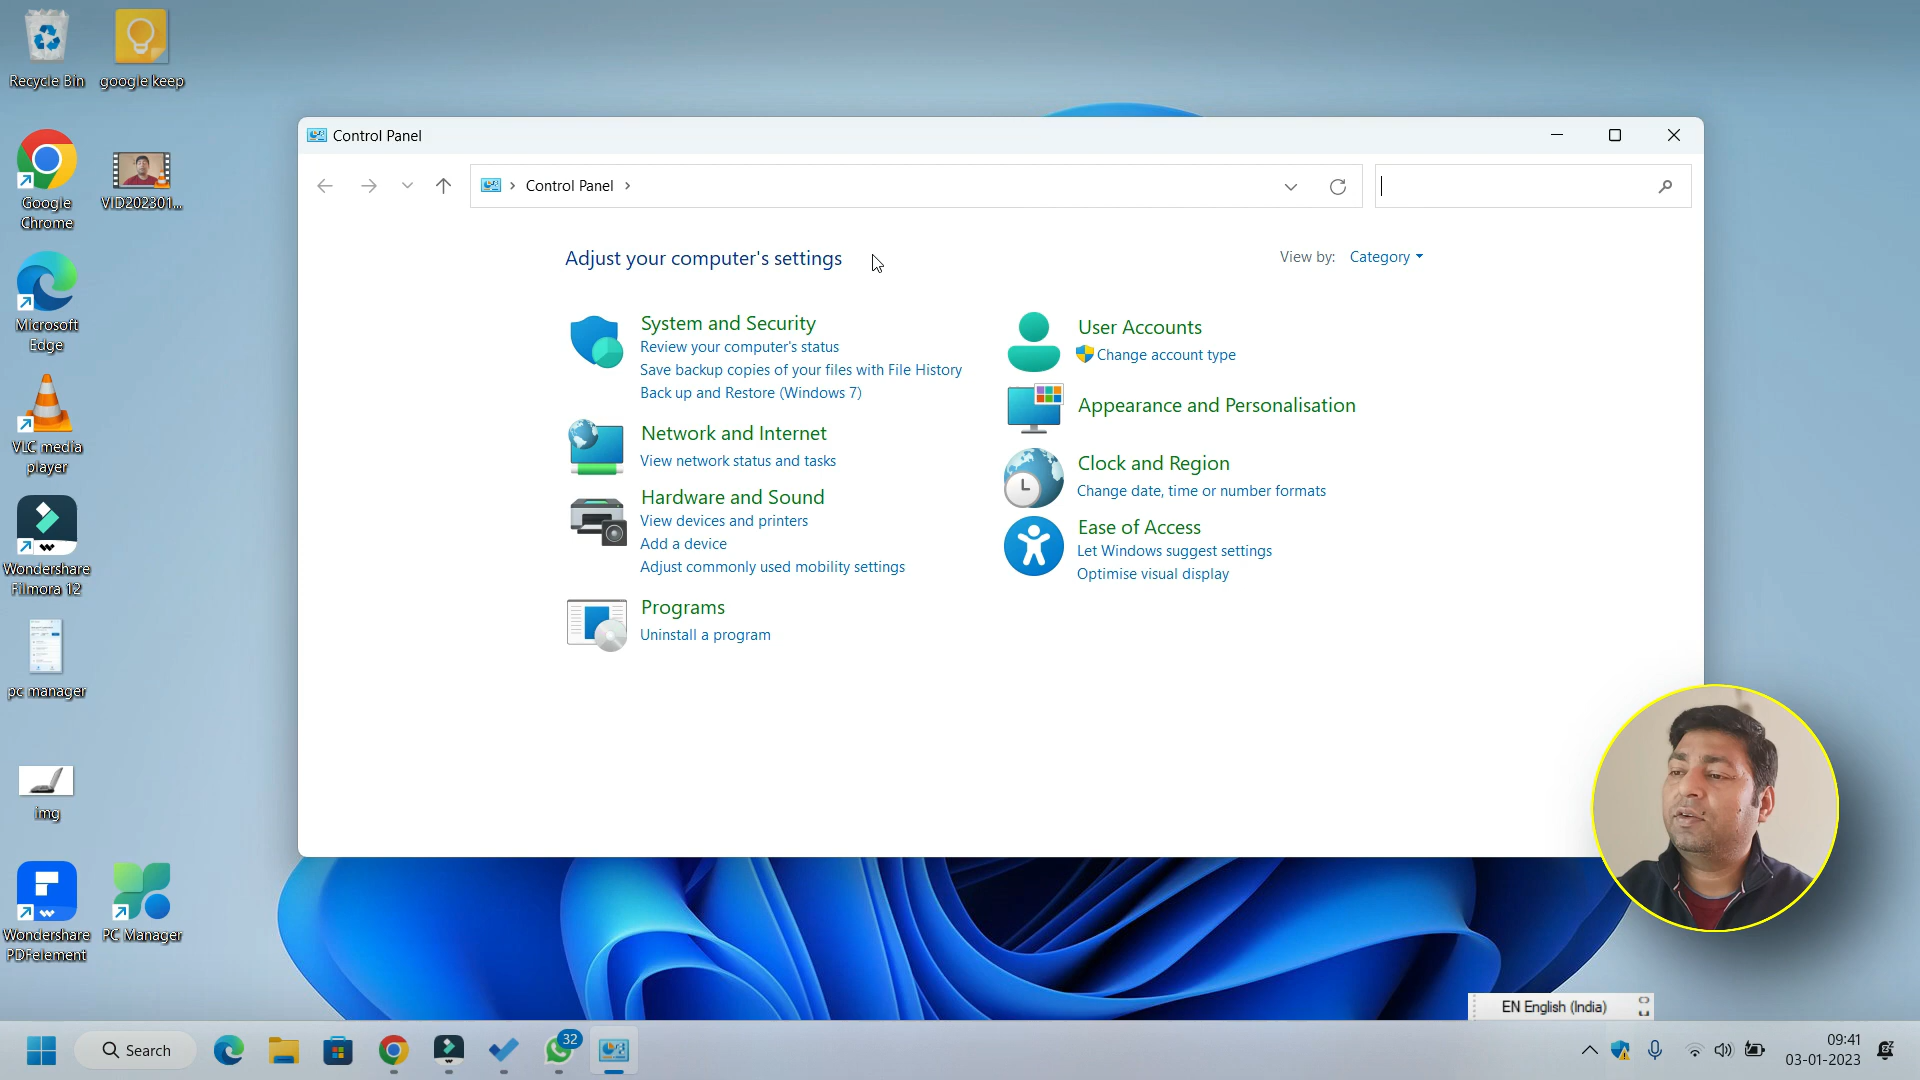 Recycle Bin
google keep
Google
Chrome
VID202301...
Microsoft
Edge
VLC media
player
Wondershare
Filmora 12
pc manager
img
Wondershare
PDFelement
PC Manager
Control Panel
Control Panel
Adjust your computer's settings
View by: Category
System and Security
Review your computer's status
Save backup copies of your files with File History
Back up and Restore (Windows 7)
Network and Internet
View network status and tasks
Hardware and Sound
View devices and printers
Add a device
Adjust commonly used mobility settings
Programs
Uninstall a program
User Accounts
Change account type
Appearance and Personalisation
Clock and Region
Change date, time or number formats
Ease of Access
Let Windows suggest settings
Optimise visual display
EN English (India)
Search
32
09:41
03-01-2023